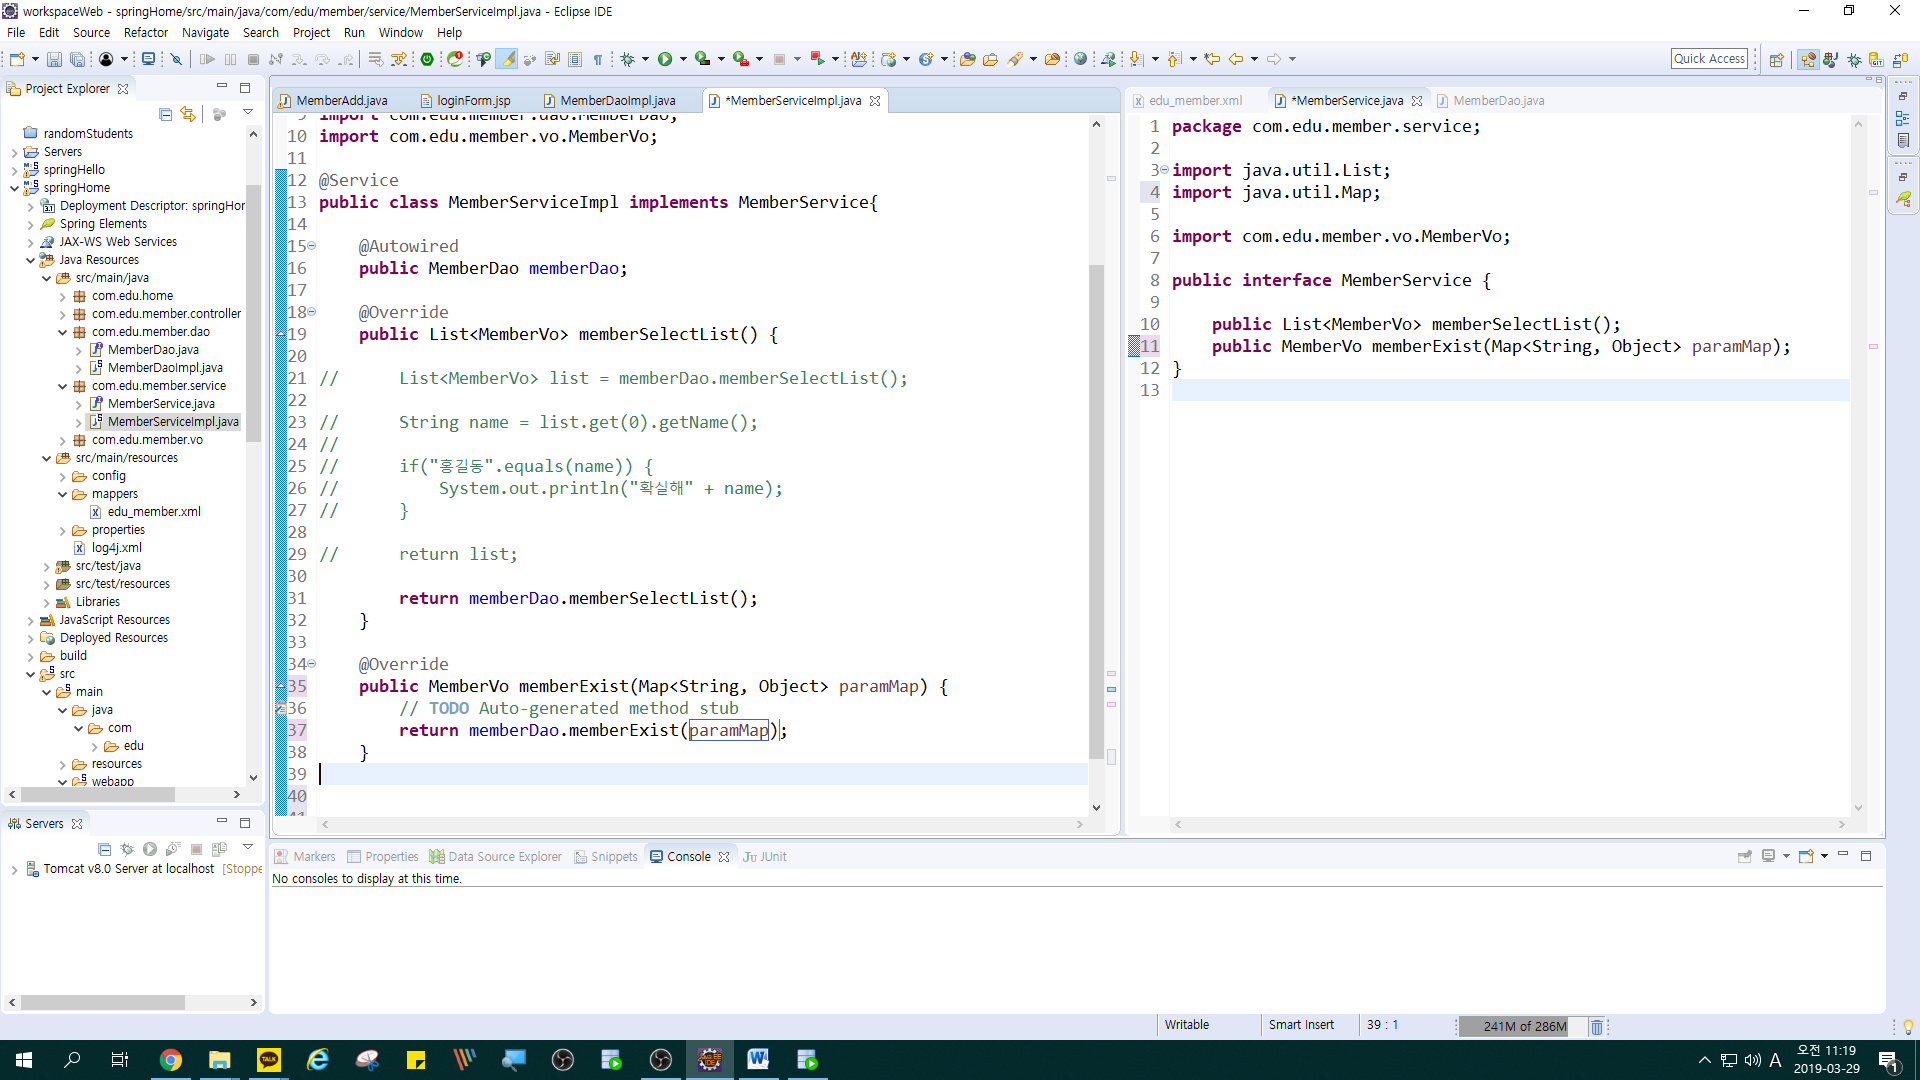 workspaceWeb - springHome/src/main/java/com/edu/member/service/MemberServiceImpl.java - Eclipse IDE
File Edit Source Refactor Navigate Search Project Run Window Help
Quick Access
Project Explorer
randomStudents
Servers
springHello
springHome
Deployment Descriptor: springHor
Spring Elements
JAX-WS Web Services
Java Resources
src/main/java
com.edu.home
com.edu.member.controller
com.edu.member.dao
MemberDao.java
MemberDaoImpl.java
com.edu.member.service
MemberService.java
MemberServiceImpl.java
com.edu.member.vo
src/main/resources
config
mappers
edu_member.xml
properties
log4j.xml
src/test/java
src/test/resources
Libraries
JavaScript Resources
Deployed Resources
build
src
main
java
com
edu
resources
webapp
Servers
Tomcat v8.0 Server at localhost [Stoppe
MemberAdd.java loginForm.jsp MemberDaoImpl.java *MemberServiceImpl.java
9 import com.edu.member.dao.MemberDao;
10 import com.edu.member.vo.MemberVo;
11
12 @Service
13 public class MemberServiceImpl implements MemberService{
14
15 @Autowired
16 public MemberDao memberDao;
17
18 @Override
19 public List<MemberVo> memberSelectList() {
20
21 // List<MemberVo> list = memberDao.memberSelectList();
22
23 // String name = list.get(0).getName();
24 //
25 // if("홍길동".equals(name)) {
26 // System.out.println("확실해" + name);
27 // }
28
29 // return list;
30
31 return memberDao.memberSelectList();
32 }
33
34 @Override
35 public MemberVo memberExist(Map<String, Object> paramMap) {
36 // TODO Auto-generated method stub
37 return memberDao.memberExist(paramMap);
38 }
39
40
41
edu_member.xml *MemberService.java MemberDao.java
1 package com.edu.member.service;
2
3 import java.util.List;
4 import java.util.Map;
5
6 import com.edu.member.vo.MemberVo;
7
8 public interface MemberService {
9
10 public List<MemberVo> memberSelectList();
11 public MemberVo memberExist(Map<String, Object> paramMap);
12 }
13
Markers Properties Data Source Explorer Snippets Console JUnit
No consoles to display at this time.
Writable Smart Insert 39 : 1 241M of 286M
A 오전 11:19
2019-03-29
1